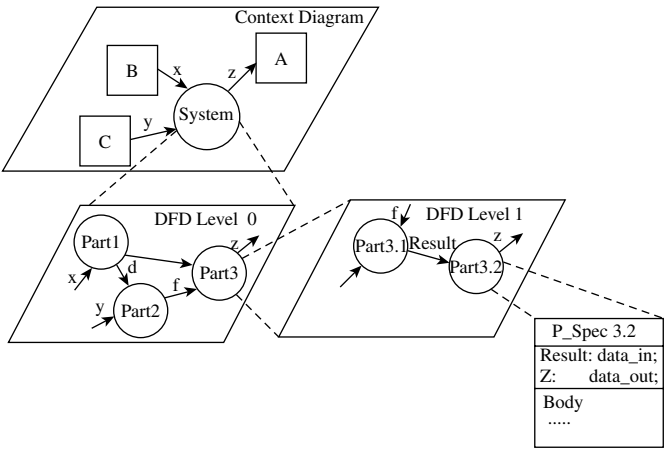 Context Diagram
B
x
z
A
System
C
y
DFD Level 0
Part1
z
d
Part3
x
f
y
Part2
DFD Level 1
f
z
Part3.1
Result
Part3.2
P_Spec 3.2
Result: data_in;
Z: data_out;
Body
.....